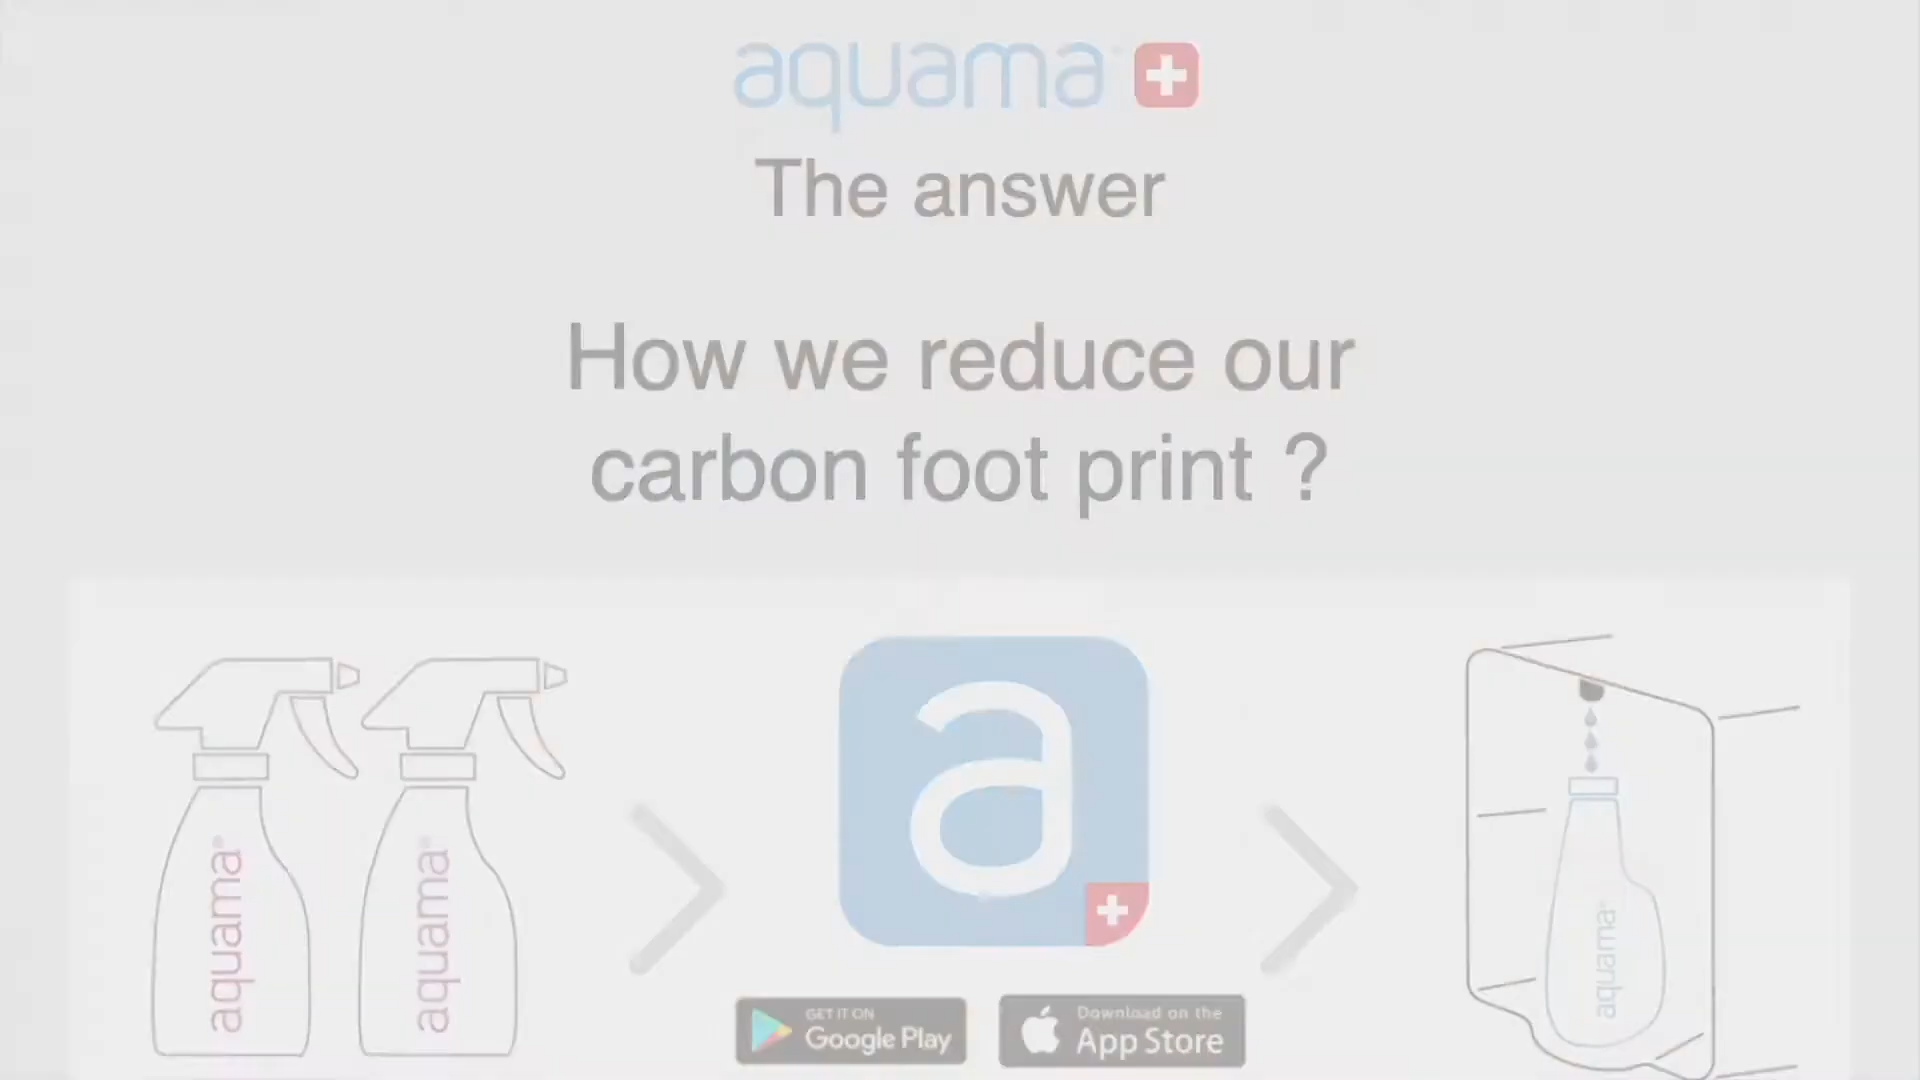 aquama
The answer
How we reduce our
carbon foot print ?
aquama®
aquama®
a
GET IT ON
Google Play
Download on the
App Store
aquama®